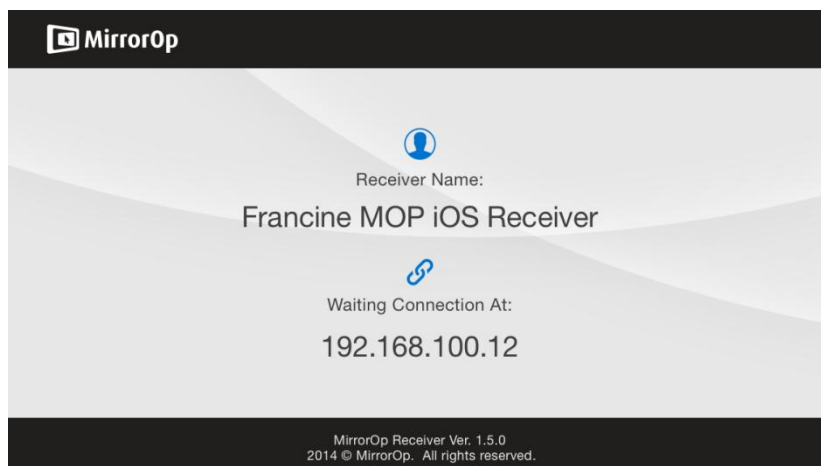 MirrorOp
Receiver Name:
Francine MOP iOS Receiver
Waiting Connection At:
192.168.100.12
MirrorOp Receiver Ver. 1.5.0
2014 © MirrorOp. All rights reserved.